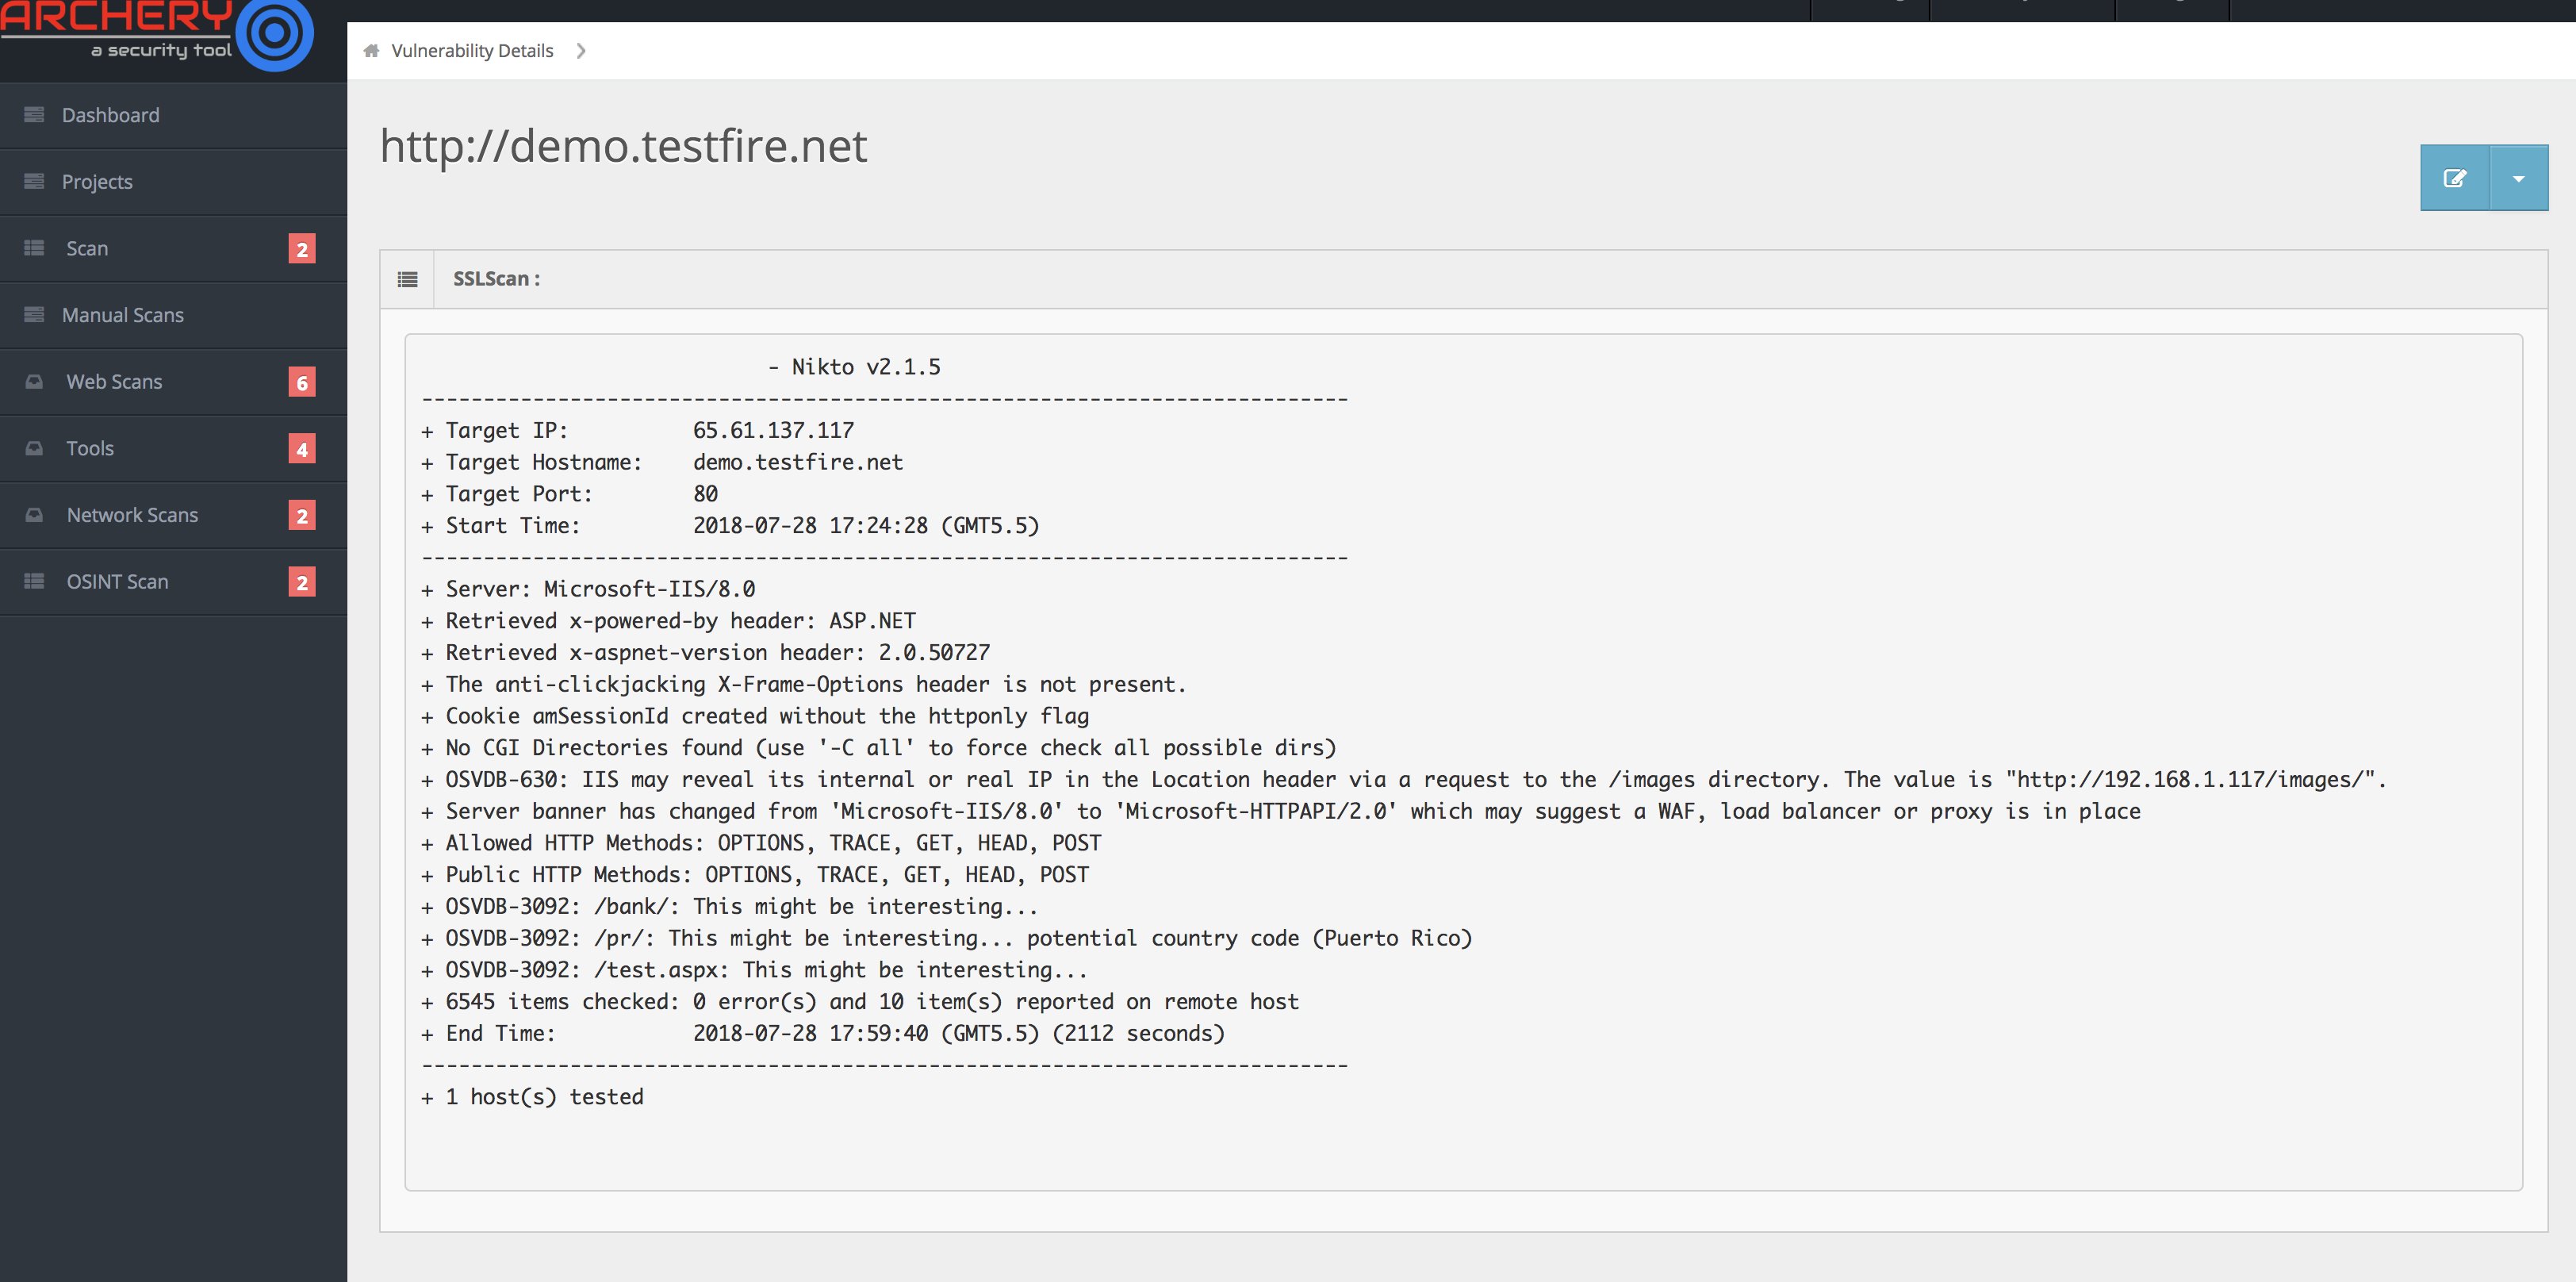 ARCHERY
a security tool
Vulnerability Details
Dashboard
Projects
Scan 2
Manual Scans
Web Scans 6
Tools 4
Network Scans 2
OSINT Scan 2
http://demo.testfire.net
SSLScan :
- Nikto v2.1.5
---------------------------------------------------------------------------
+ Target IP: 65.61.137.117
+ Target Hostname: demo.testfire.net
+ Target Port: 80
+ Start Time: 2018-07-28 17:24:28 (GMT5.5)
---------------------------------------------------------------------------
+ Server: Microsoft-IIS/8.0
+ Retrieved x-powered-by header: ASP.NET
+ Retrieved x-aspnet-version header: 2.0.50727
+ The anti-clickjacking X-Frame-Options header is not present.
+ Cookie amSessionId created without the httponly flag
+ No CGI Directories found (use '-C all' to force check all possible dirs)
+ OSVDB-630: IIS may reveal its internal or real IP in the Location header via a request to the /images directory. The value is "http://192.168.1.117/images/".
+ Server banner has changed from 'Microsoft-IIS/8.0' to 'Microsoft-HTTPAPI/2.0' which may suggest a WAF, load balancer or proxy is in place
+ Allowed HTTP Methods: OPTIONS, TRACE, GET, HEAD, POST
+ Public HTTP Methods: OPTIONS, TRACE, GET, HEAD, POST
+ OSVDB-3092: /bank/: This might be interesting...
+ OSVDB-3092: /pr/: This might be interesting... potential country code (Puerto Rico)
+ OSVDB-3092: /test.aspx: This might be interesting...
+ 6545 items checked: 0 error(s) and 10 item(s) reported on remote host
+ End Time: 2018-07-28 17:59:40 (GMT5.5) (2112 seconds)
---------------------------------------------------------------------------
+ 1 host(s) tested